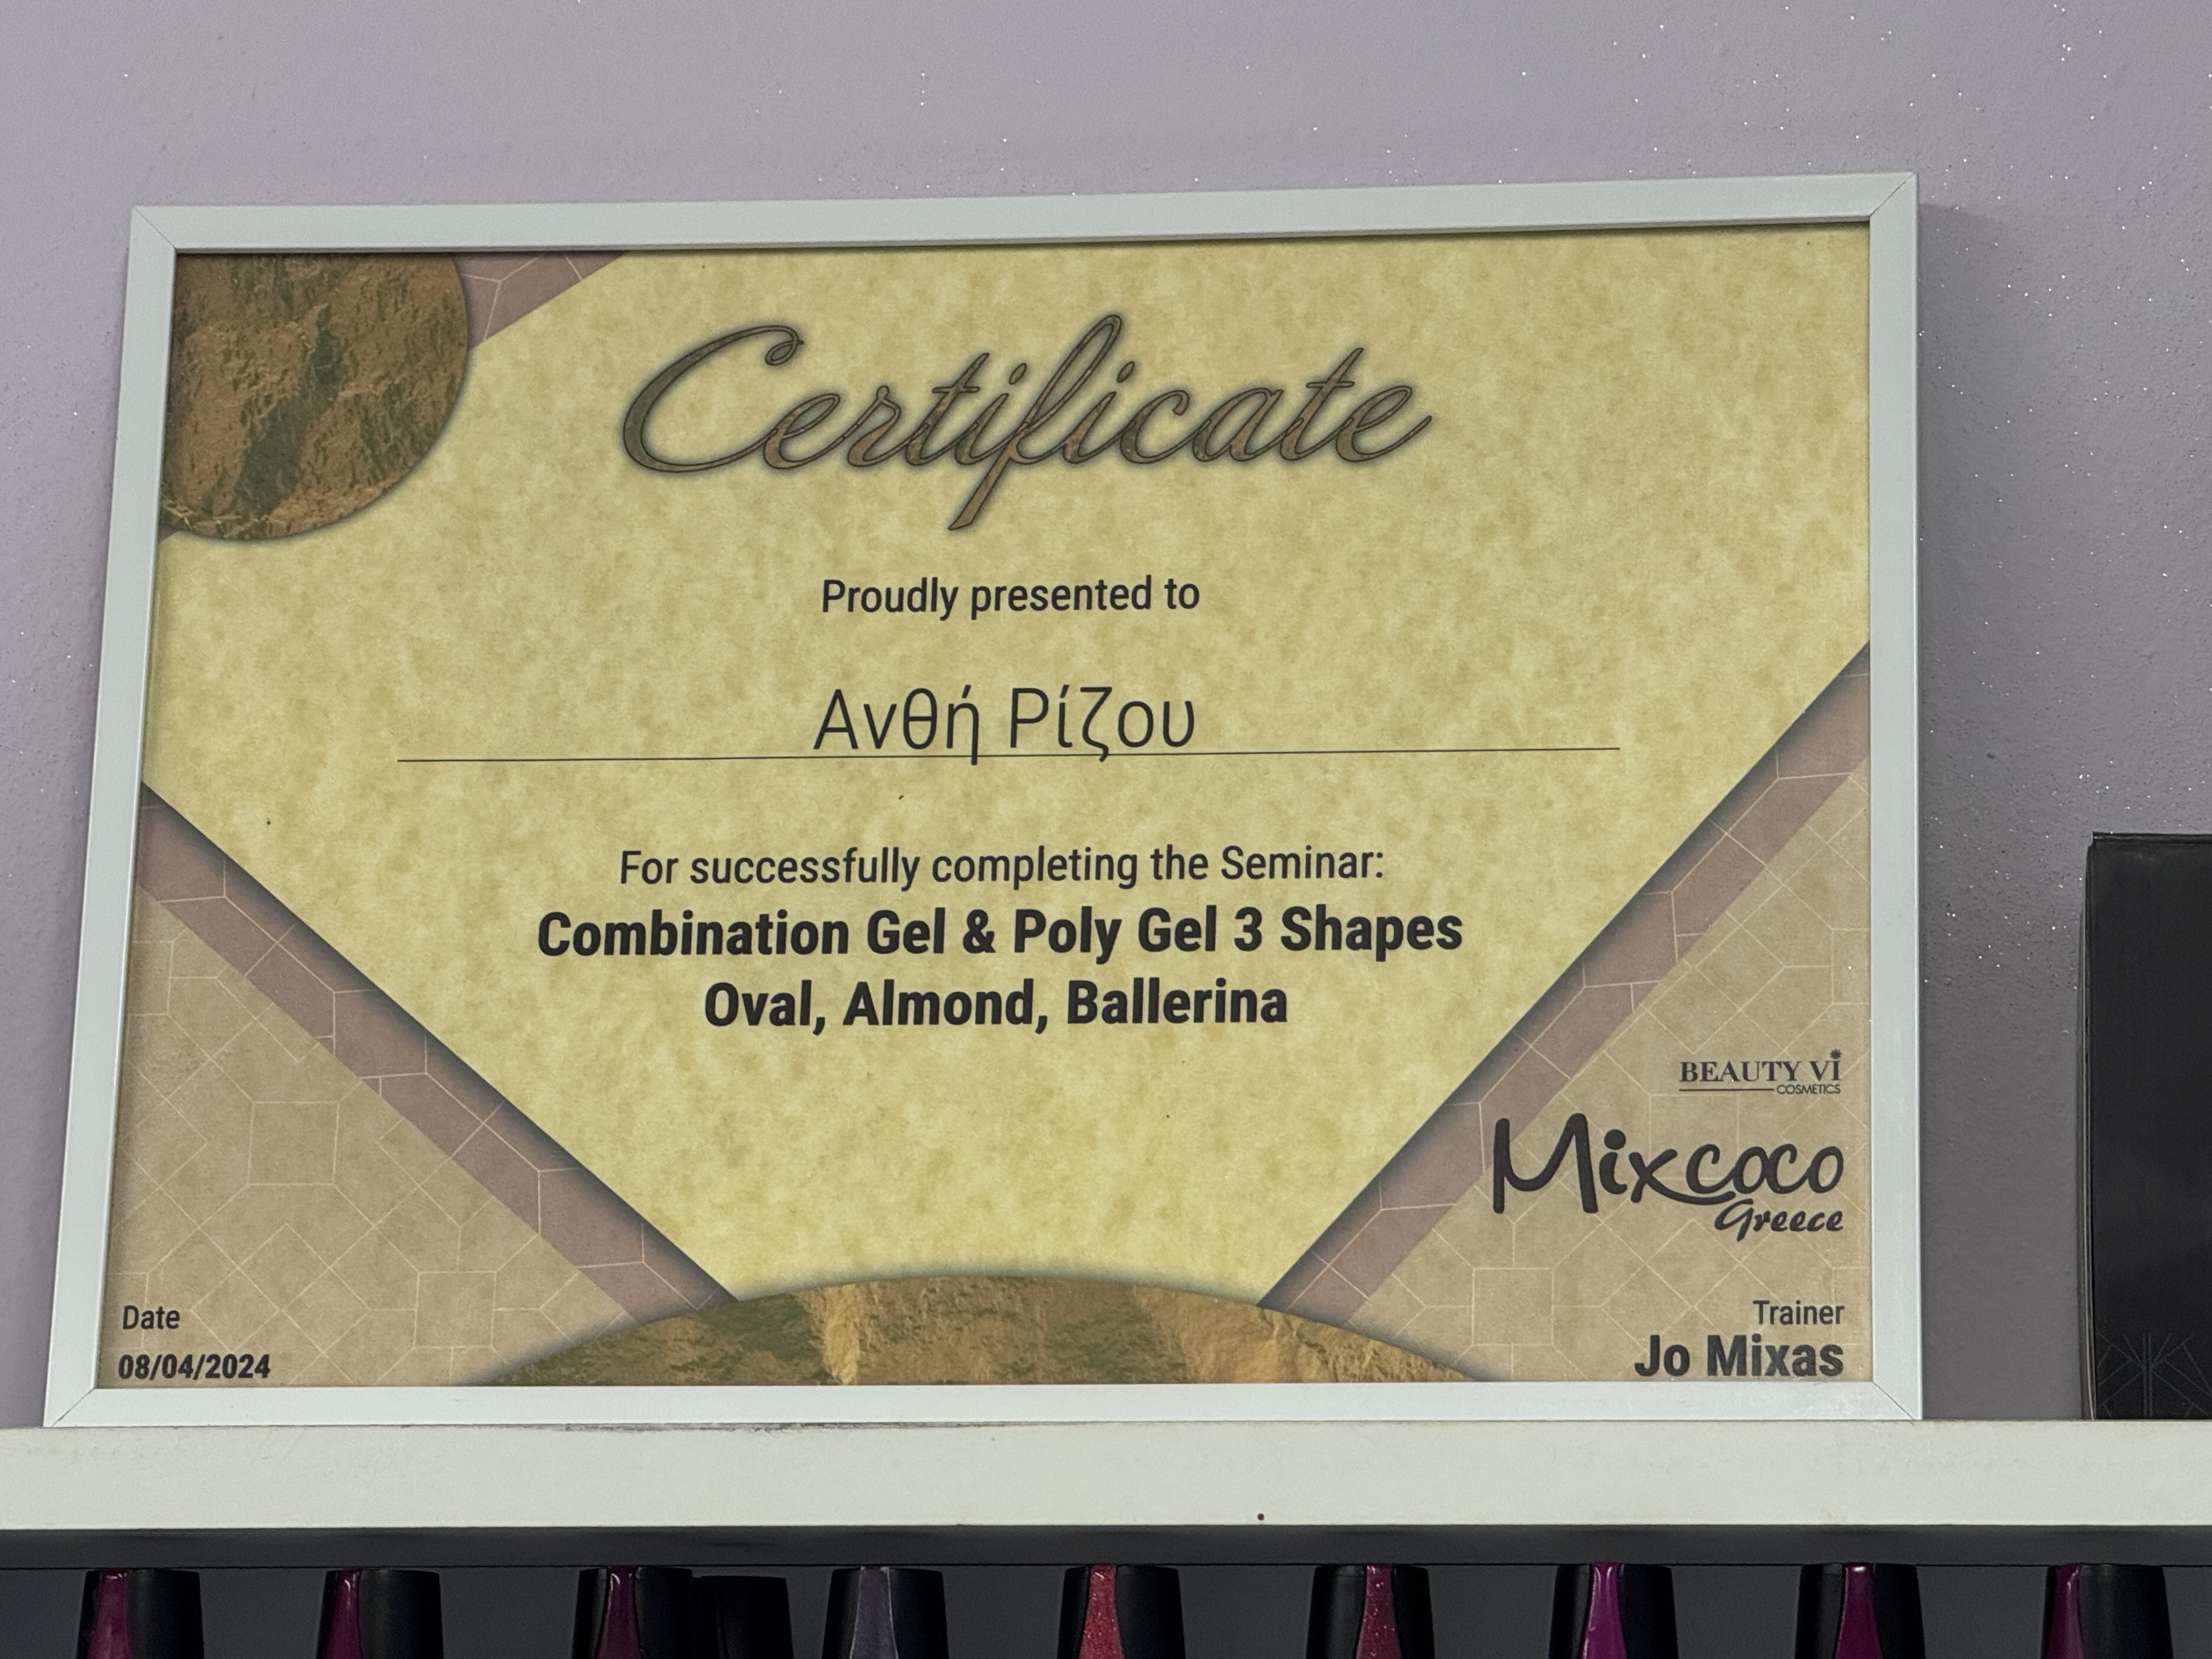 Certificate
Proudly presented to
Ανθή Ρίζου
For successfully completing the Seminar:
Combination Gel & Poly Gel 3 Shapes
Oval, Almond, Ballerina
BEAUTY VI
COSMETICS
Mixcoco
Greece
Date
08/04/2024
Trainer
Jo Mixas